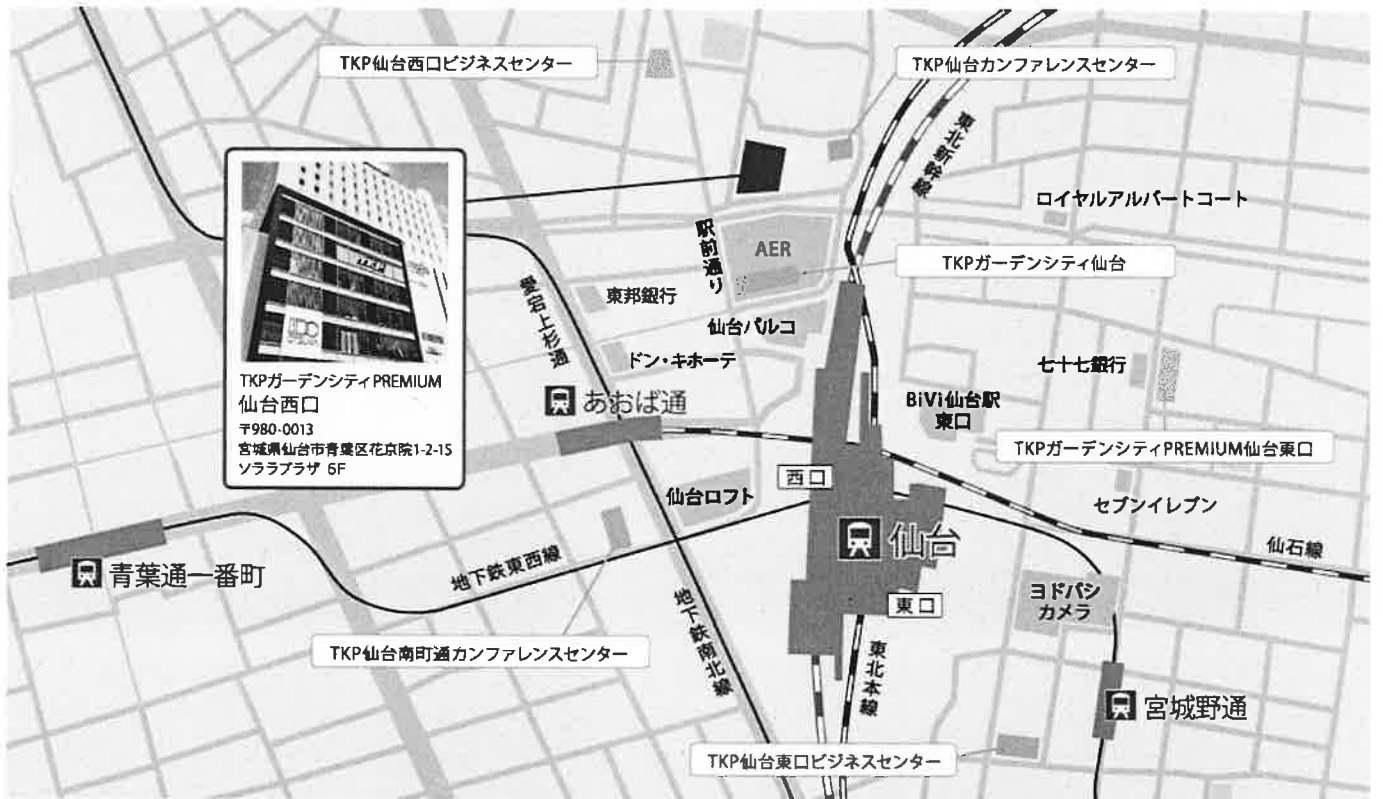 TKP仙台西口ビジネスセンター
TKP仙台カンファレンスセンター
東北新幹線
ロイヤルアルバートコート
駅前通り
AER
TKPガーデンシティ仙台
TKP
愛宕上杉通
東邦銀行
仙台パルコ
ドン・キホーテ
七十七銀行
TKPガーデンシティPREMIUM
仙台西口
〒980-0013
宮城県仙台市青葉区花京院1-2-15
ソララプラザ 6F
あおば通
BiVi仙台駅
東口
TKPガーデンシティPREMIUM仙台東口
西口
仙台ロフト
セブンイレブン
仙台
仙石線
青葉通一番町
地下鉄東西線
ヨドバシ
カメラ
東口
地下鉄南北線
TKP仙台南町通カンファレンスセンター
東北本線
宮城野通
TKP仙台東口ビジネスセンター